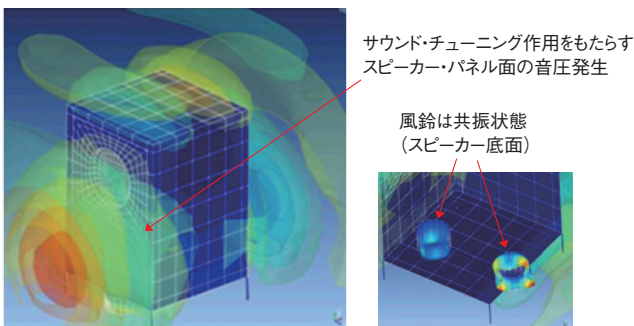 サウンド・チューニング作用をもたらす
スピーカー・パネル面の音圧発生
風鈴は共振状態
（スピーカー底面）